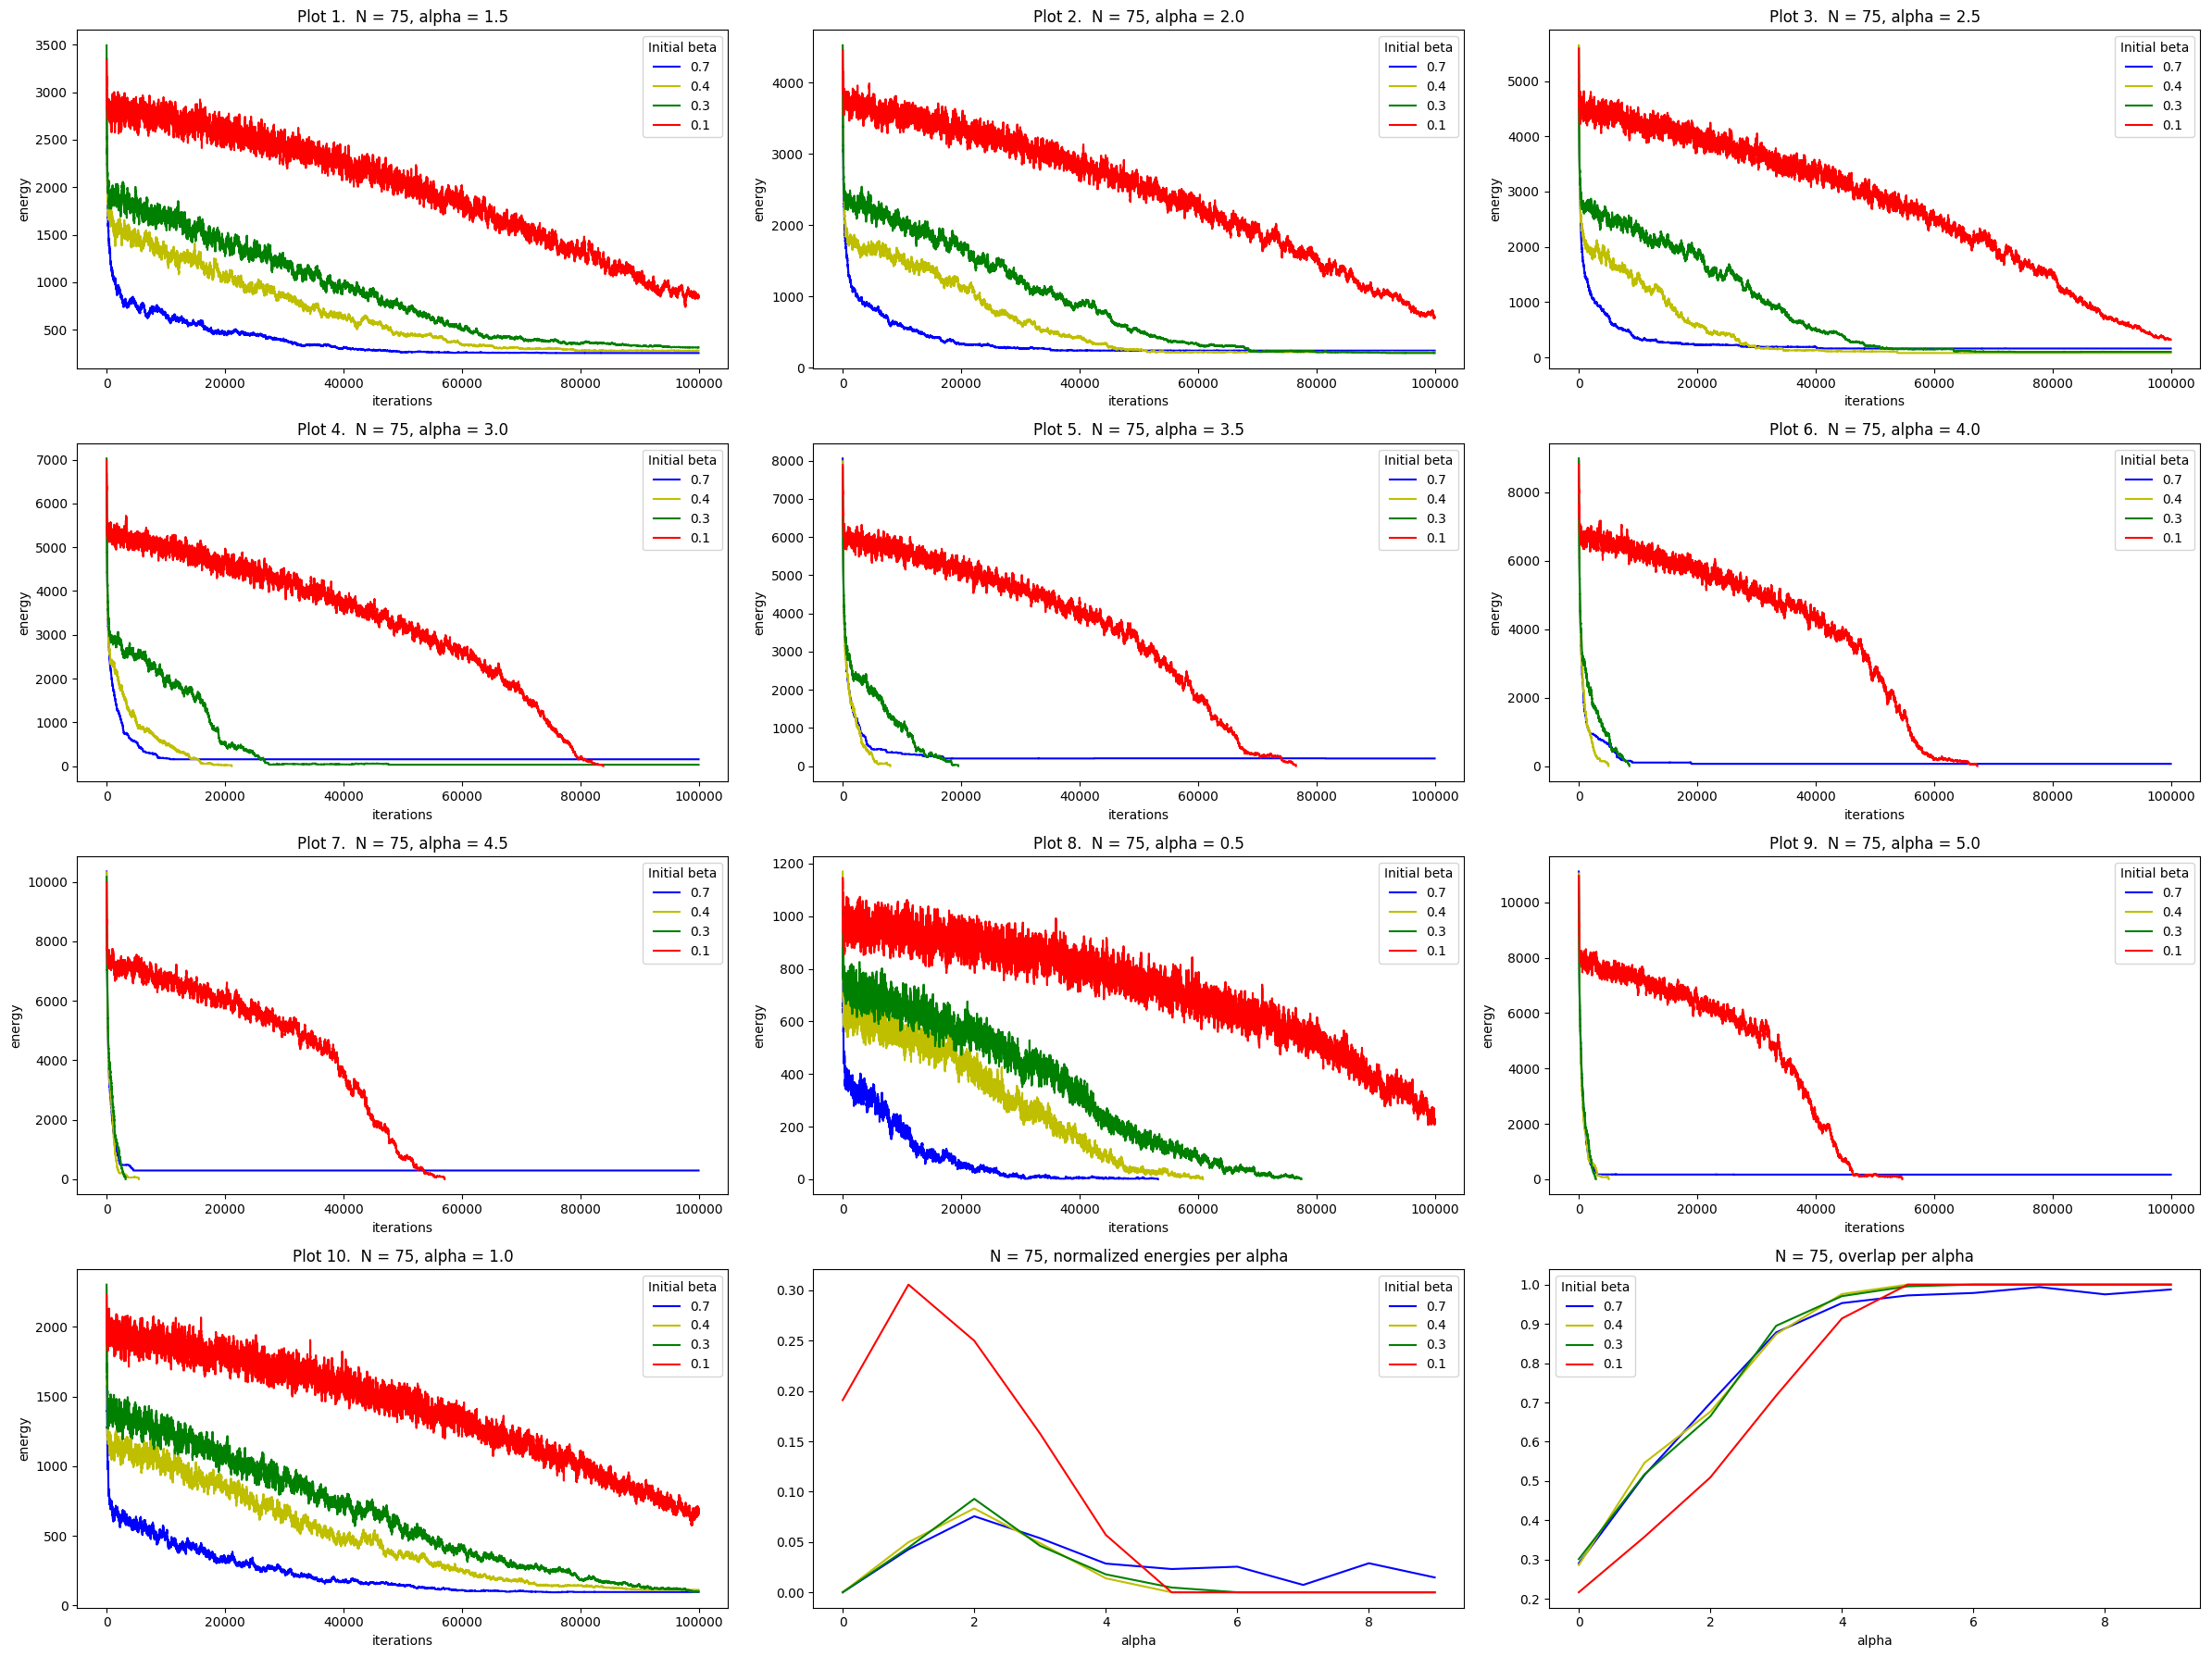 Plot 1.  N = 75, alpha = 1.5
energy
3500
3000
2500
2000
1500
1000
500
Initial beta
0.7
0.4
0.3
0.1
0 20000 40000 60000 80000 100000
iterations
Plot 2.  N = 75, alpha = 2.0
energy
4000
3000
2000
1000
0
Initial beta
0.7
0.4
0.3
0.1
0 20000 40000 60000 80000 100000
iterations
Plot 3.  N = 75, alpha = 2.5
energy
5000
4000
3000
2000
1000
0
Initial beta
0.7
0.4
0.3
0.1
0 20000 40000 60000 80000 100000
iterations
Plot 4.  N = 75, alpha = 3.0
energy
7000
6000
5000
4000
3000
2000
1000
0
Initial beta
0.7
0.4
0.3
0.1
0 20000 40000 60000 80000 100000
iterations
Plot 5.  N = 75, alpha = 3.5
energy
8000
7000
6000
5000
4000
3000
2000
1000
0
Initial beta
0.7
0.4
0.3
0.1
0 20000 40000 60000 80000 100000
iterations
Plot 6.  N = 75, alpha = 4.0
energy
8000
6000
4000
2000
0
Initial beta
0.7
0.4
0.3
0.1
0 20000 40000 60000 80000 100000
iterations
Plot 7.  N = 75, alpha = 4.5
energy
10000
8000
6000
4000
2000
0
Initial beta
0.7
0.4
0.3
0.1
0 20000 40000 60000 80000 100000
iterations
Plot 8.  N = 75, alpha = 0.5
energy
1200
1000
800
600
400
200
0
Initial beta
0.7
0.4
0.3
0.1
0 20000 40000 60000 80000 100000
iterations
Plot 9.  N = 75, alpha = 5.0
energy
10000
8000
6000
4000
2000
0
Initial beta
0.7
0.4
0.3
0.1
0 20000 40000 60000 80000 100000
iterations
Plot 10.  N = 75, alpha = 1.0
energy
2000
1500
1000
500
0
Initial beta
0.7
0.4
0.3
0.1
0 20000 40000 60000 80000 100000
iterations
N = 75, normalized energies per alpha
0.30
0.25
0.20
0.15
0.10
0.05
0.00
Initial beta
0.7
0.4
0.3
0.1
0 2 4 6 8
alpha
N = 75, overlap per alpha
1.0
0.9
0.8
0.7
0.6
0.5
0.4
0.3
0.2
Initial beta
0.7
0.4
0.3
0.1
0 2 4 6 8
alpha